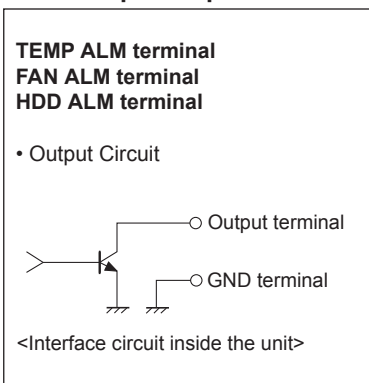 TEMP ALM terminal
FAN ALM terminal
HDD ALM terminal
• Output Circuit
Output terminal
GND terminal
<Interface circuit inside the unit>